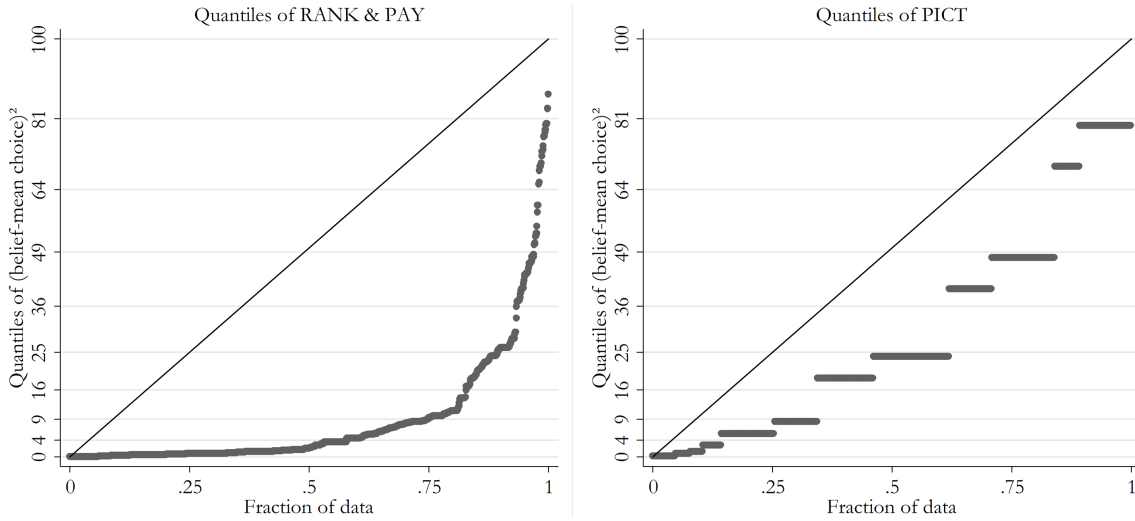 Quantiles of RANK & PAY
Quantiles of (belief-mean choice)²
100
81
64
49
36
25
16
9
4
0
0 .25 .5 .75 1
Fraction of data
Quantiles of PICT
Quantiles of (belief-mean choice)²
100
81
64
49
36
25
16
9
4
0
0 .25 .5 .75 1
Fraction of data